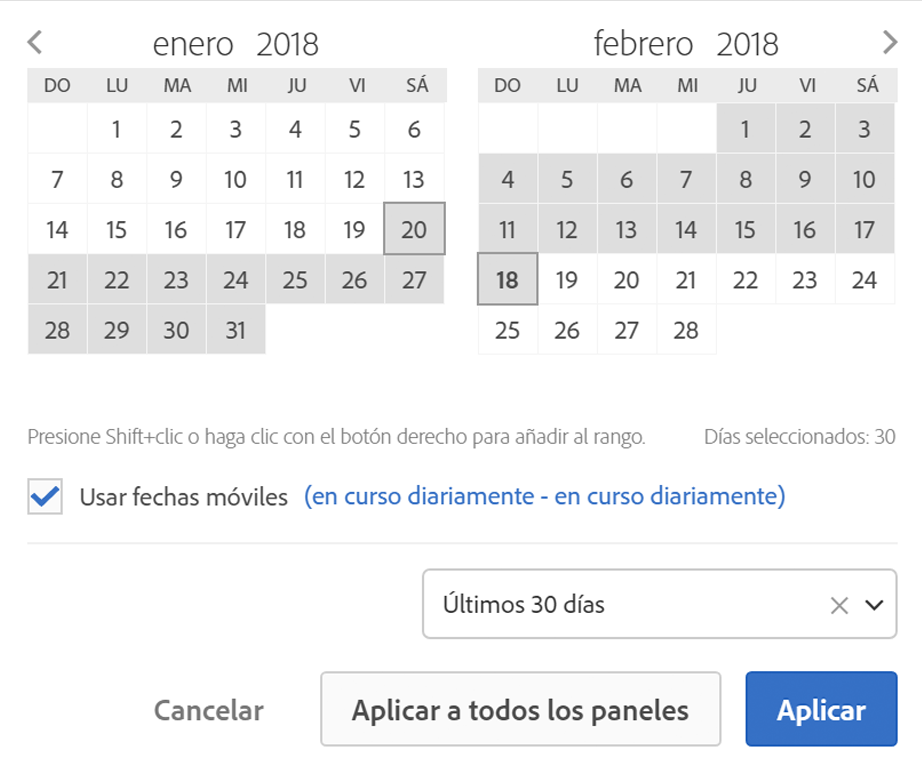 enero 2018 febrero 2018
DO LU MA MI JU VI SÁ DO LU MA MI JU VI SÁ
1 2 3 4 5 6 1 2 3
7 8 9 10 11 12 13 4 5 6 7 8 9 10
14 15 16 17 18 19 20 11 12 13 14 15 16 17
21 22 23 24 25 26 27 18 19 20 21 22 23 24
28 29 30 31 25 26 27 28
Presione Shift+clic o haga clic con el botón derecho para añadir al rango. Días seleccionados: 30
Usar fechas móviles (en curso diariamente - en curso diariamente)
Últimos 30 días
Cancelar Aplicar a todos los paneles Aplicar